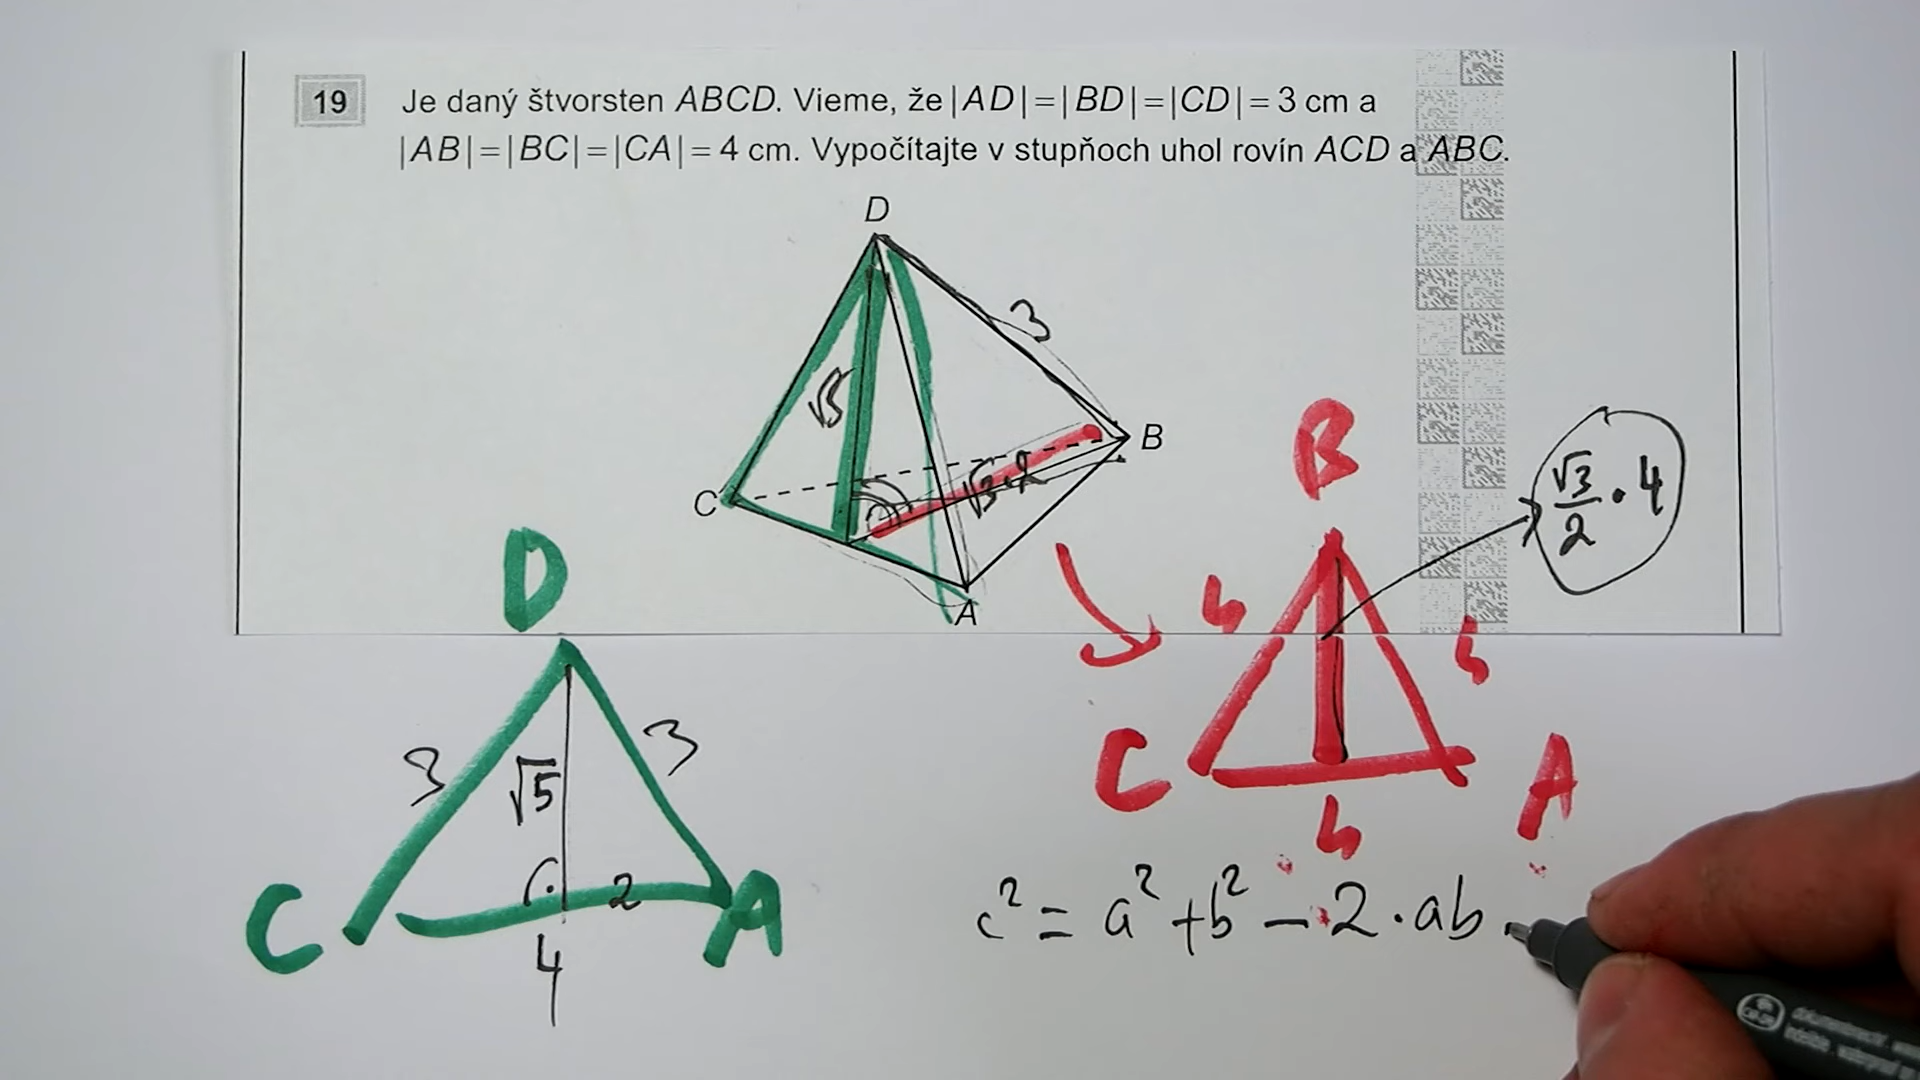 19 Je daný štvorsten ABCD. Vieme, že |AD|=|BD|=|CD|= 3 cm a
|AB|=|BC|=|CA|= 4 cm. Vypočítajte v stupňoch uhol rovín ACD a ABC.
D
3
√5
B
√3·2
C
A
B
√3/2 · 4
4
4
C
A
4
D
3
3
√5
C
2
A
4
c² = a² + b² – 2 · ab ·